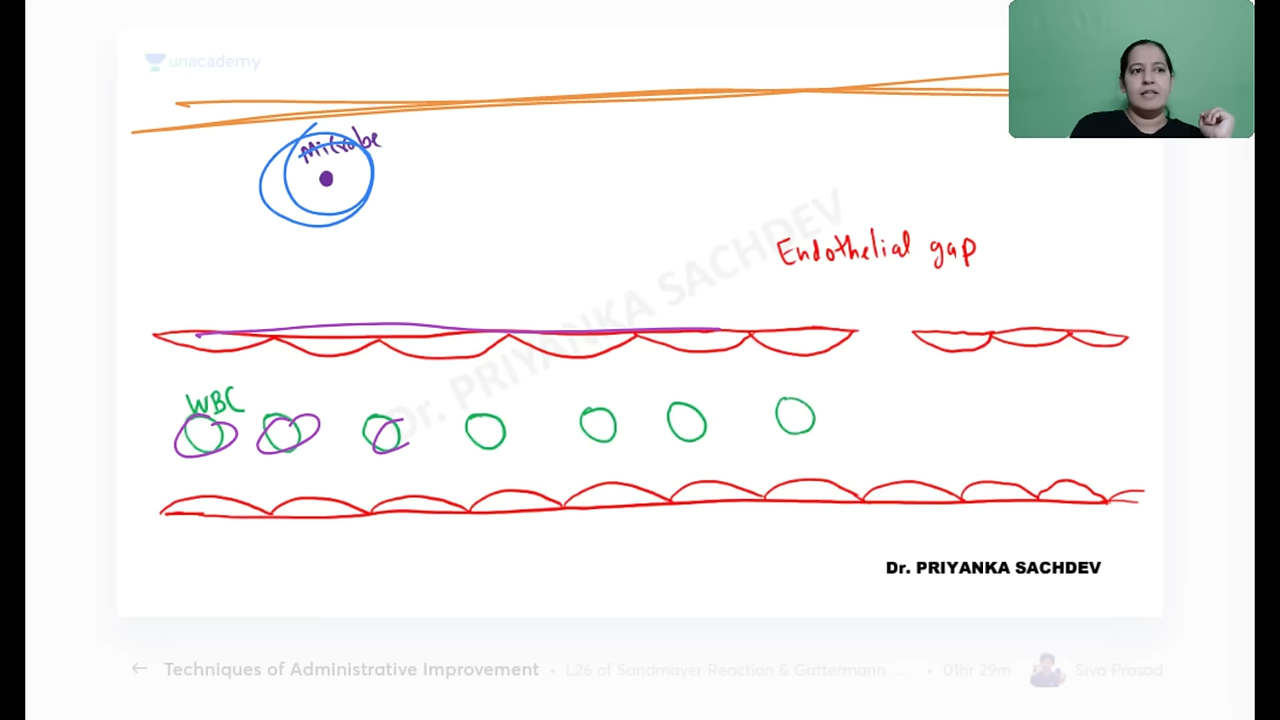 unacademy
Microbe
Dr. PRIYANKA SACHDEV
Endothelial gap
WBC
Dr. PRIYANKA SACHDEV
← Techniques of Administrative Improvement • L26 of Sandmayer Reaction & Gattermann ... • 01hr 29m Siva Prasad